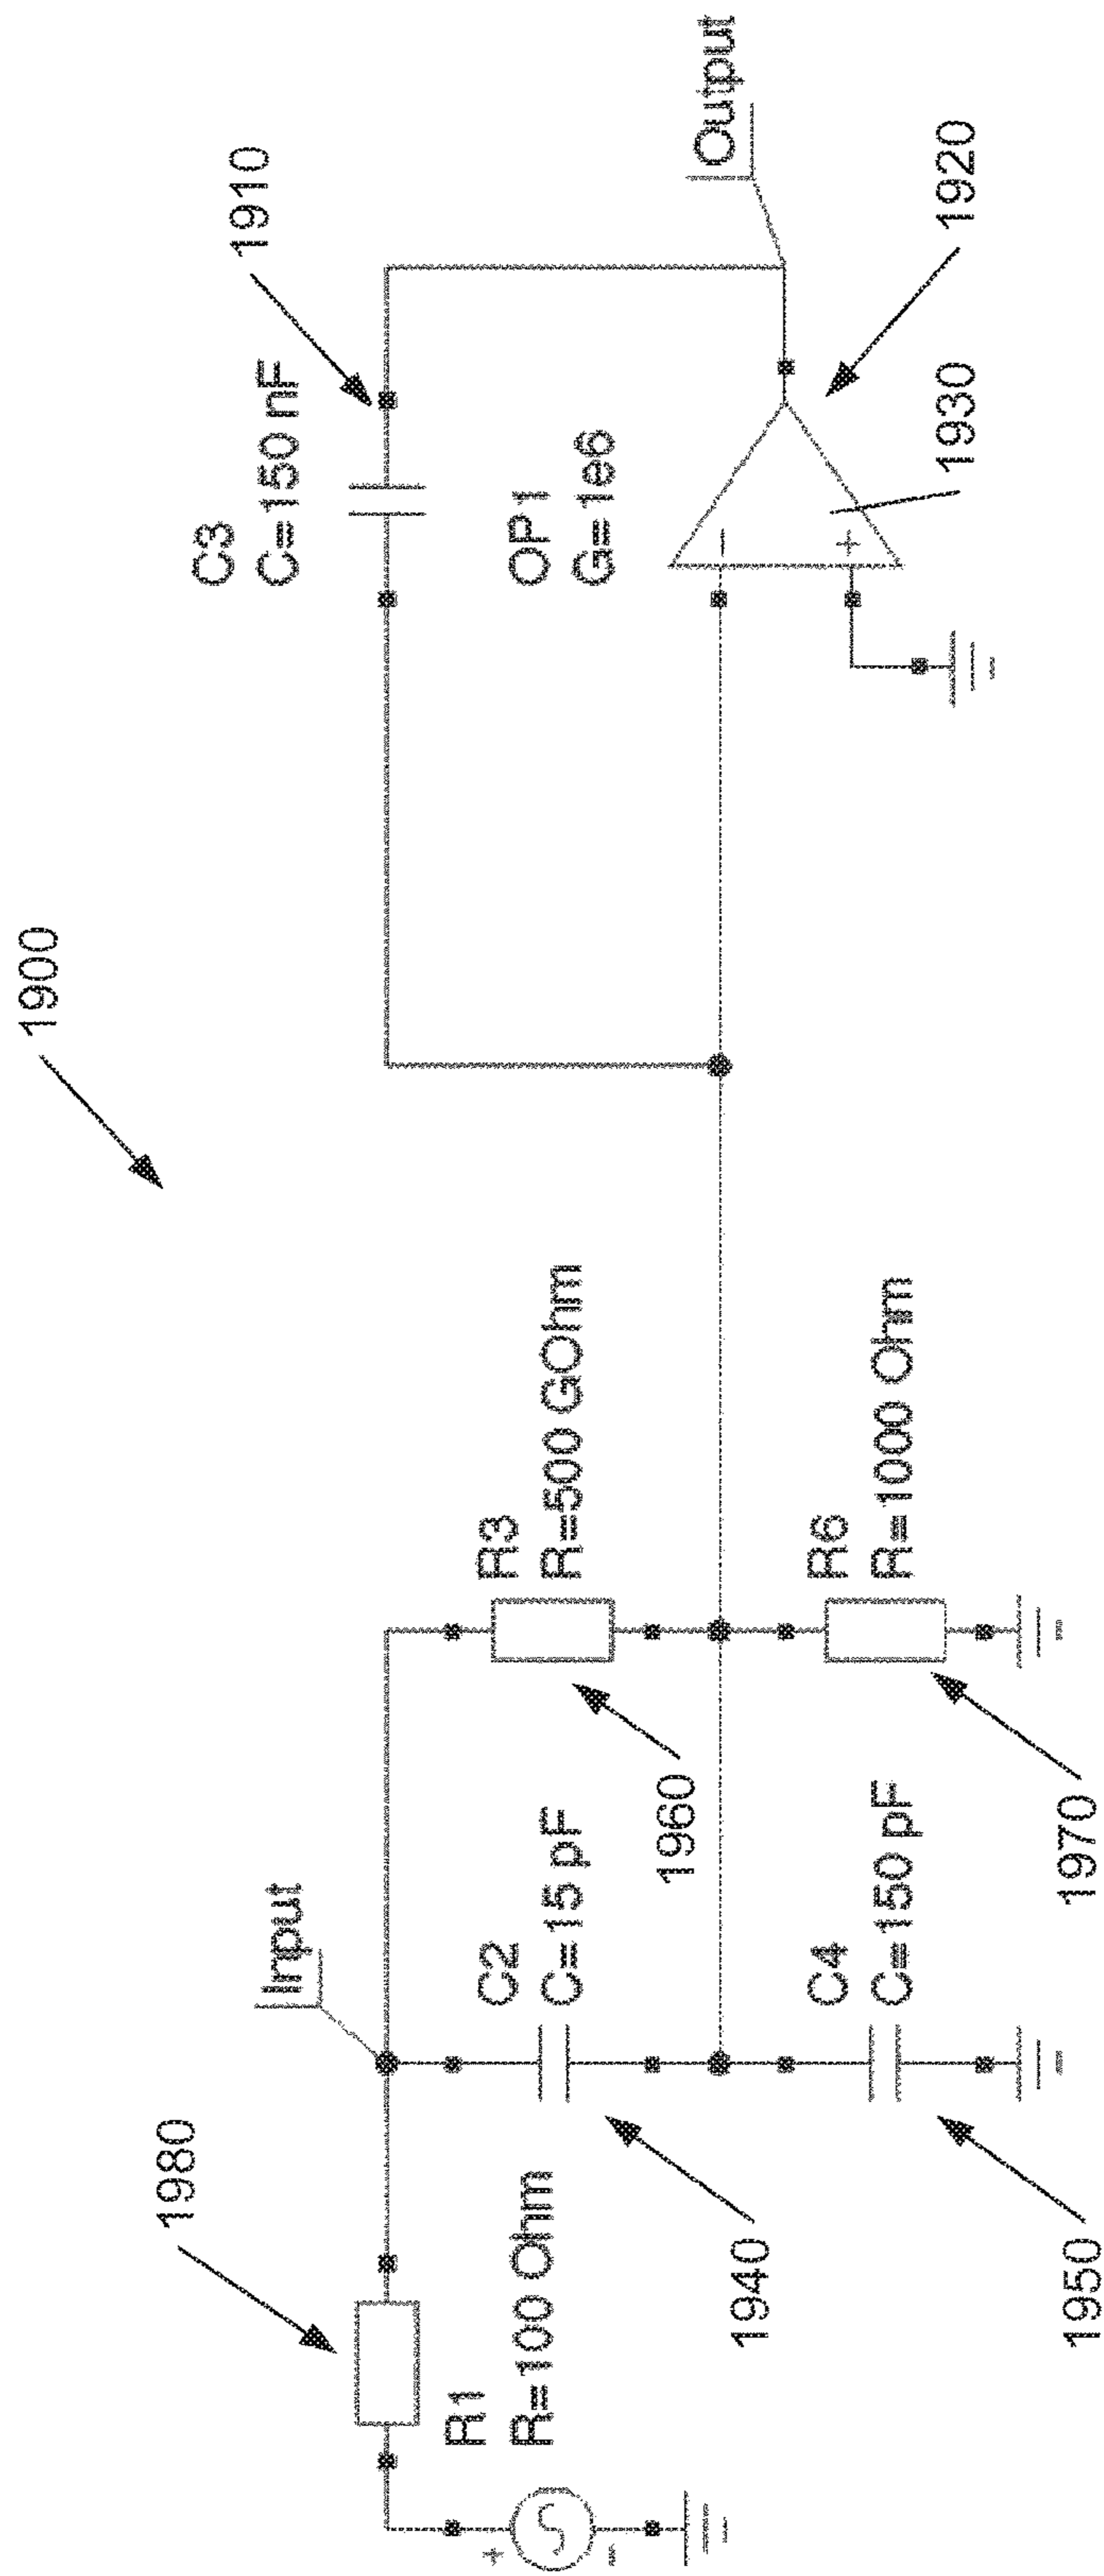 1900
1910
C3
C=150 nF
OP1
G=1e6
−
+
Output
1920
1930
Input
1980
R1
R=100 Ohm
+
-
C2
C=15 pF
1940
C4
C=150 pF
1950
R3
R=500 GOhm
1960
R6
R=1000 Ohm
1970